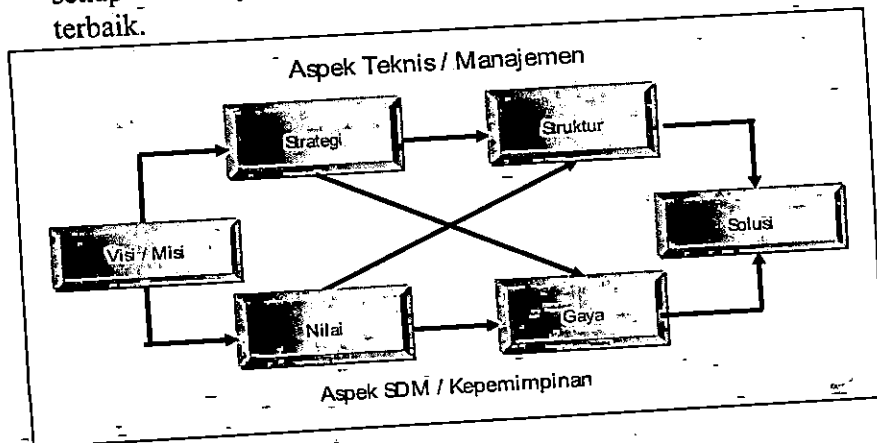 terbaik.
Aspek Teknis / Manajemen
Strategi
Struktur
Visi / Misi
Solusi
Nilai
Gaya
Aspek SDM / Kepemimpinan